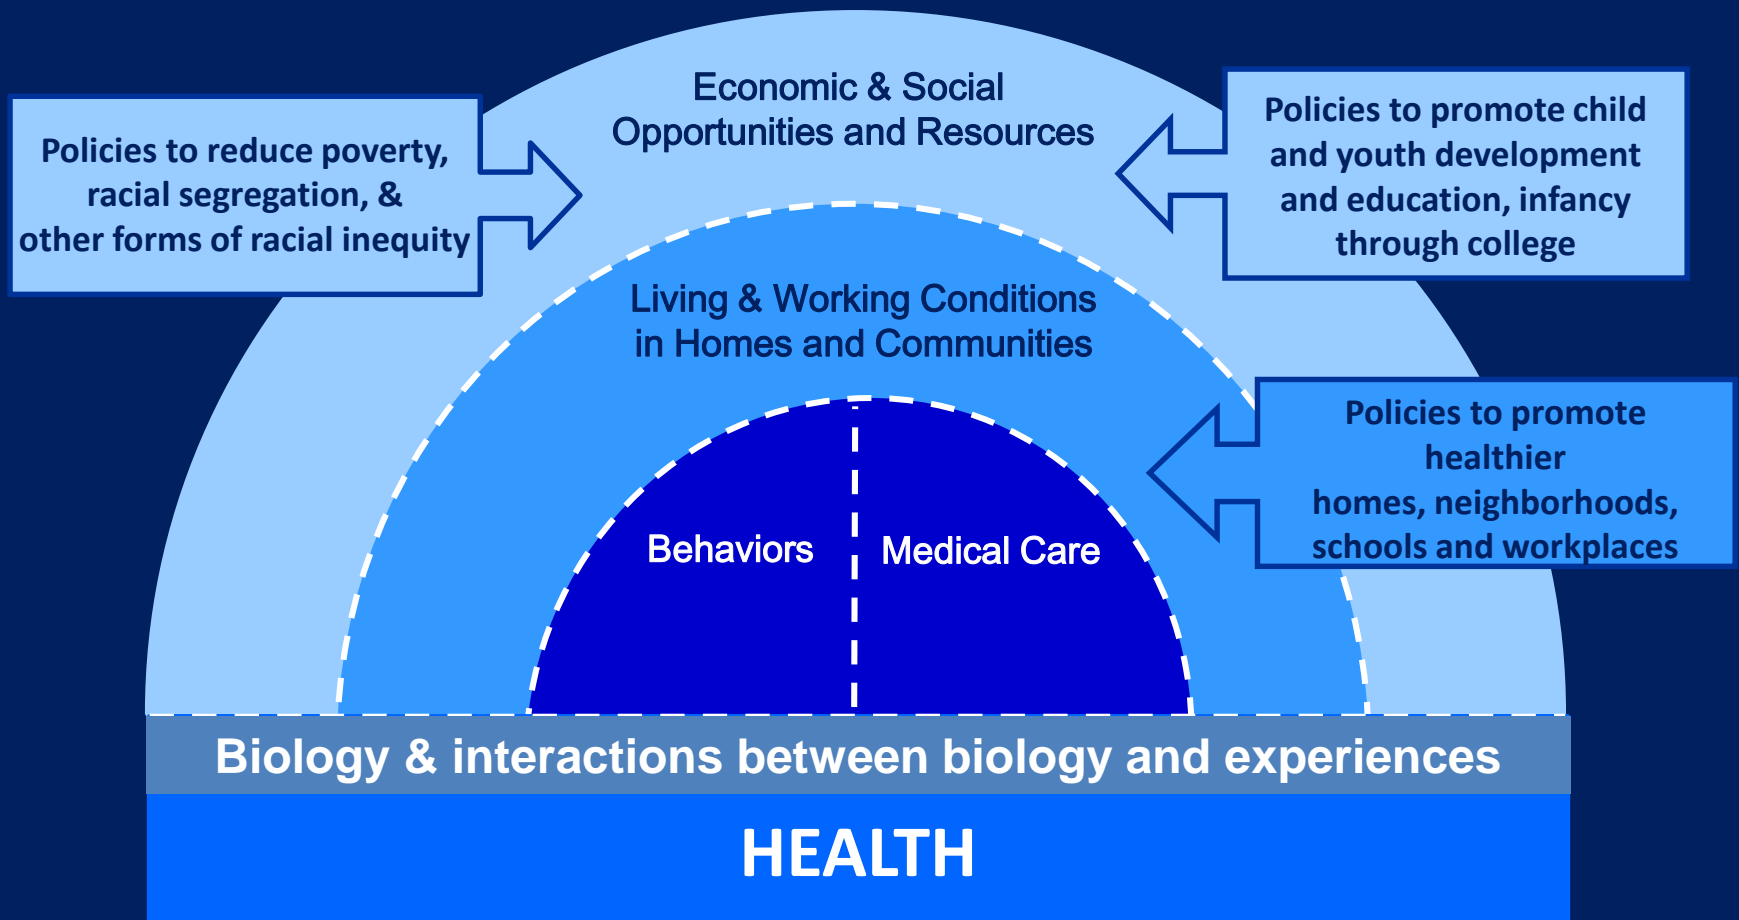 Economic & Social
Opportunities and Resources
Policies to reduce poverty,
racial segregation, &
other forms of racial inequity
Policies to promote child
and youth development
and education, infancy
through college
Living & Working Conditions
in Homes and Communities
Policies to promote
healthier
homes, neighborhoods,
schools and workplaces
Behaviors
Medical Care
Biology & interactions between biology and experiences
HEALTH